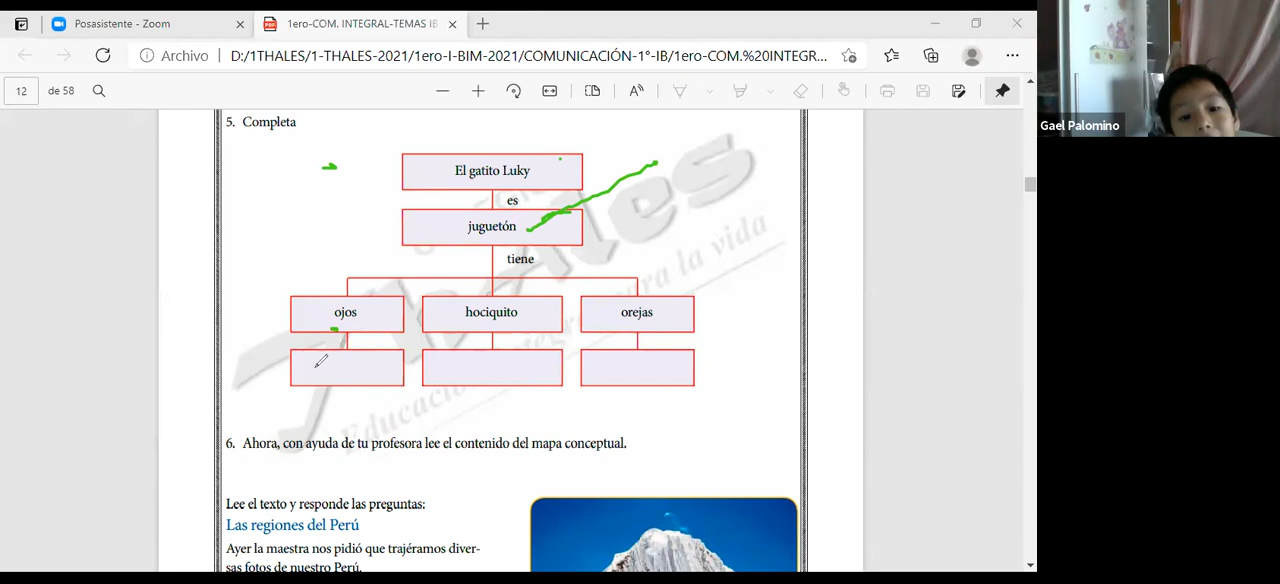 Posasistente - Zoom
1ero-COM. INTEGRAL-TEMAS IB
Archivo
D:/1THALES/1-THALES-2021/1ero-I-BIM-2021/COMUNICACIÓN-1°-IB/1ero-COM.%20INTEGR...
12
de 58
Gael Palomino
5. Completa
El gatito Luky
es
juguetón
tiene
ojos
hociquito
orejas
Thales
6. Ahora, con ayuda de tu profesora lee el contenido del mapa conceptual.
Lee el texto y responde las preguntas:
Las regiones del Perú
Ayer la maestra nos pidió que trajéramos diver-
sas fotos de nuestro Perú.